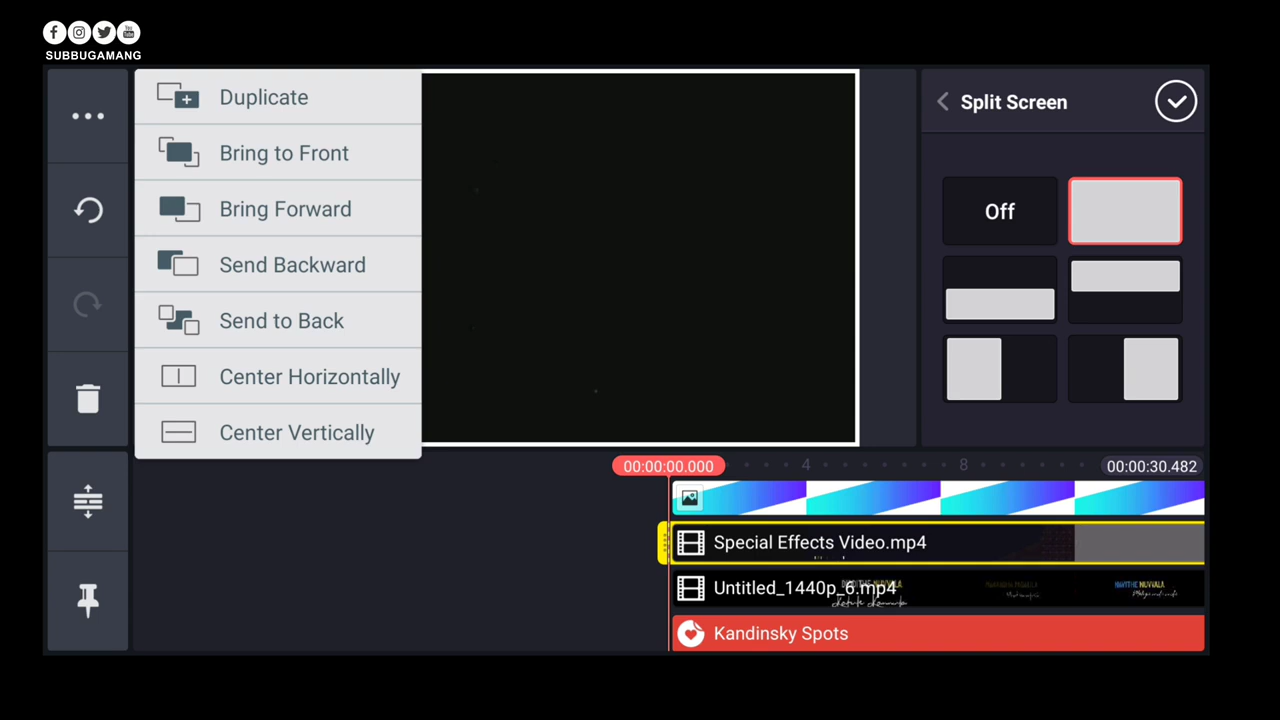 SUBBUGAMANG
Duplicate
Bring to Front
Bring Forward
Send Backward
Send to Back
Center Horizontally
Center Vertically
Split Screen
Off
00:00:00.000
4
8
00:00:30.482
Special Effects Video.mp4
Untitled_1440p_6.mp4
Kandinsky Spots